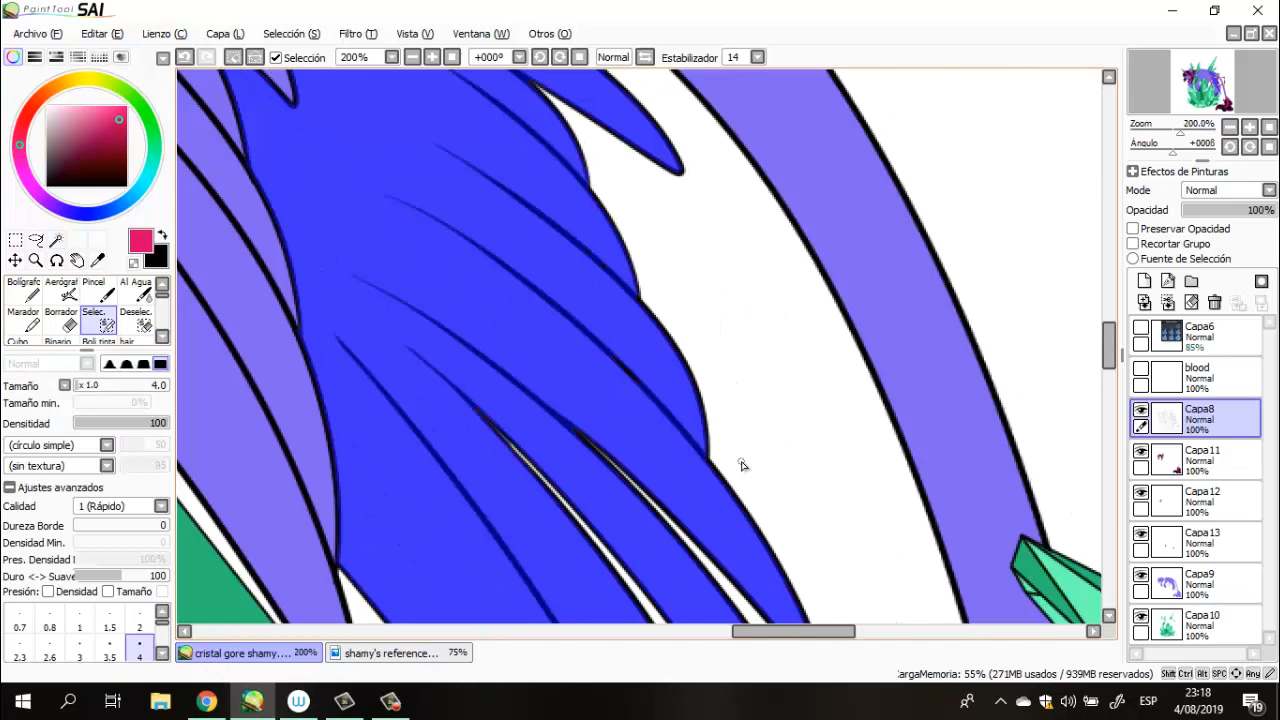 PaintTool SAI
Archivo (F) Editar (E) Lienzo (C) Capa (L) Selección (S) Filtro (T) Vista (V) Ventana (W) Otros (O)
Selección 200% +000º Normal Estabilizador 14
Zoom 200.0%
Ángulo +000ß
Efectos de Pinturas
Mode Normal
Opacidad 100%
Preservar Opacidad
Recortar Grupo
Fuente de Selección
Bolígrafo Aerógraf Pincel Al Agua
Marador Borrador Selec. Deselec.
Cubo Binario Boli tinta hair
Normal
Tamaño x 1.0 4.0
Tamaño min. 0%
Densitidad 100
(círculo simple) 50
(sin textura) 95
Ajustes avanzados
Calidad 1 (Rápido)
Dureza Borde 0
Densidad Min. 0
Pres. Densidad 100%
Duro <-> Suave 100
Presión: Densidad Tamaño
0.7 0.8 1 1.5 2
2.3 2.6 3 3.5 4
Capa6
Normal
85%
blood
Normal
100%
Capa8
Normal
100%
Capa11
Normal
100%
Capa12
Normal
100%
Capa13
Normal
100%
Capa9
Normal
100%
Capa10
Normal
100%
cristal gore shamy.... 200% shamy's reference... 75%
CargaMemoria: 55% (271MB usados / 939MB reservados) Shift Ctrl Alt SPC Any
ESP
23:18
4/08/2019
19